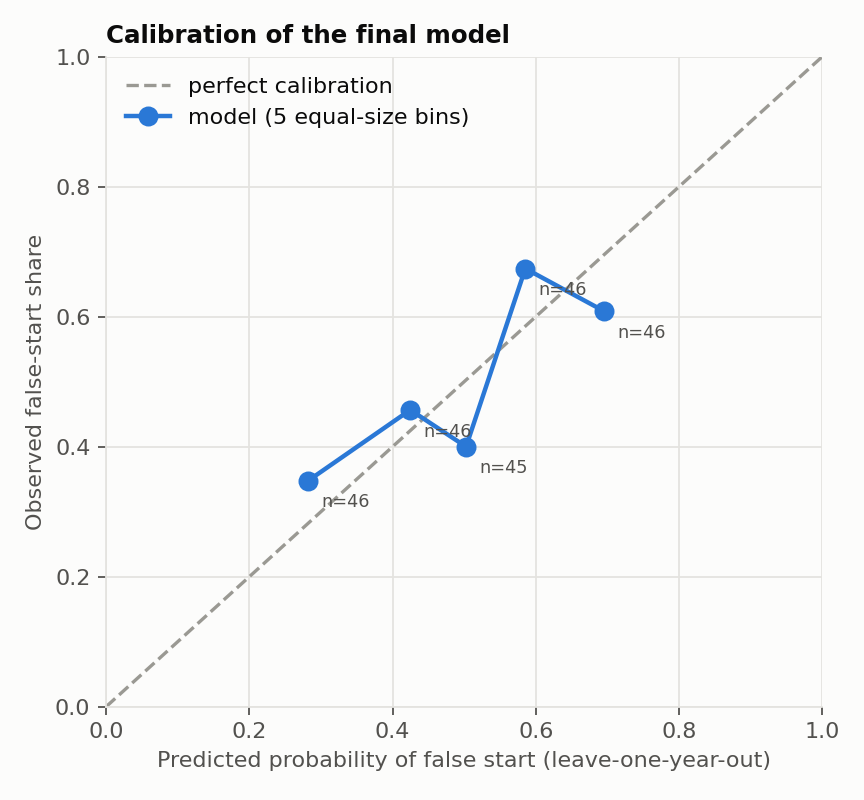 Calibration of the final model
perfect calibration
model (5 equal-size bins)
1.0
0.8
0.6
0.4
0.2
0.0
Observed false-start share
n=46
n=46
n=45
n=46
n=46
0.0 0.2 0.4 0.6 0.8 1.0
Predicted probability of false start (leave-one-year-out)